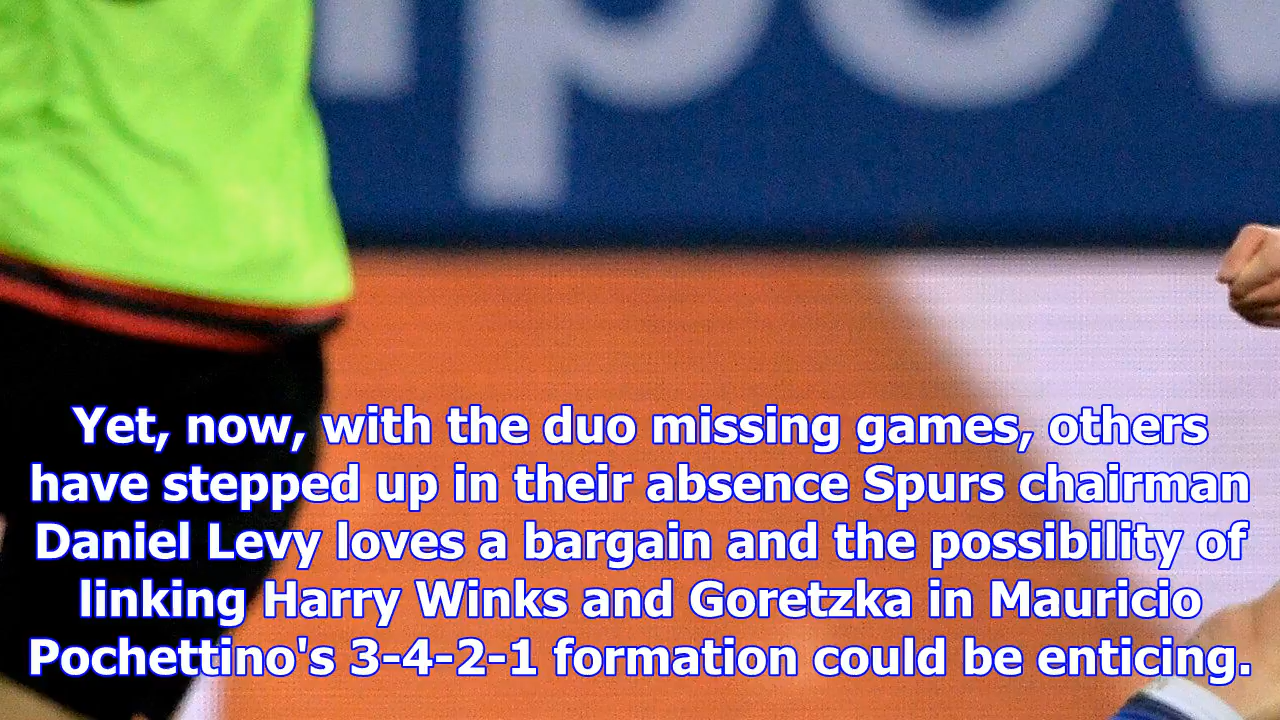 Yet, now, with the duo missing games, others
have stepped up in their absence Spurs chairman
Daniel Levy loves a bargain and the possibility of
linking Harry Winks and Goretzka in Mauricio
Pochettino's 3-4-2-1 formation could be enticing.